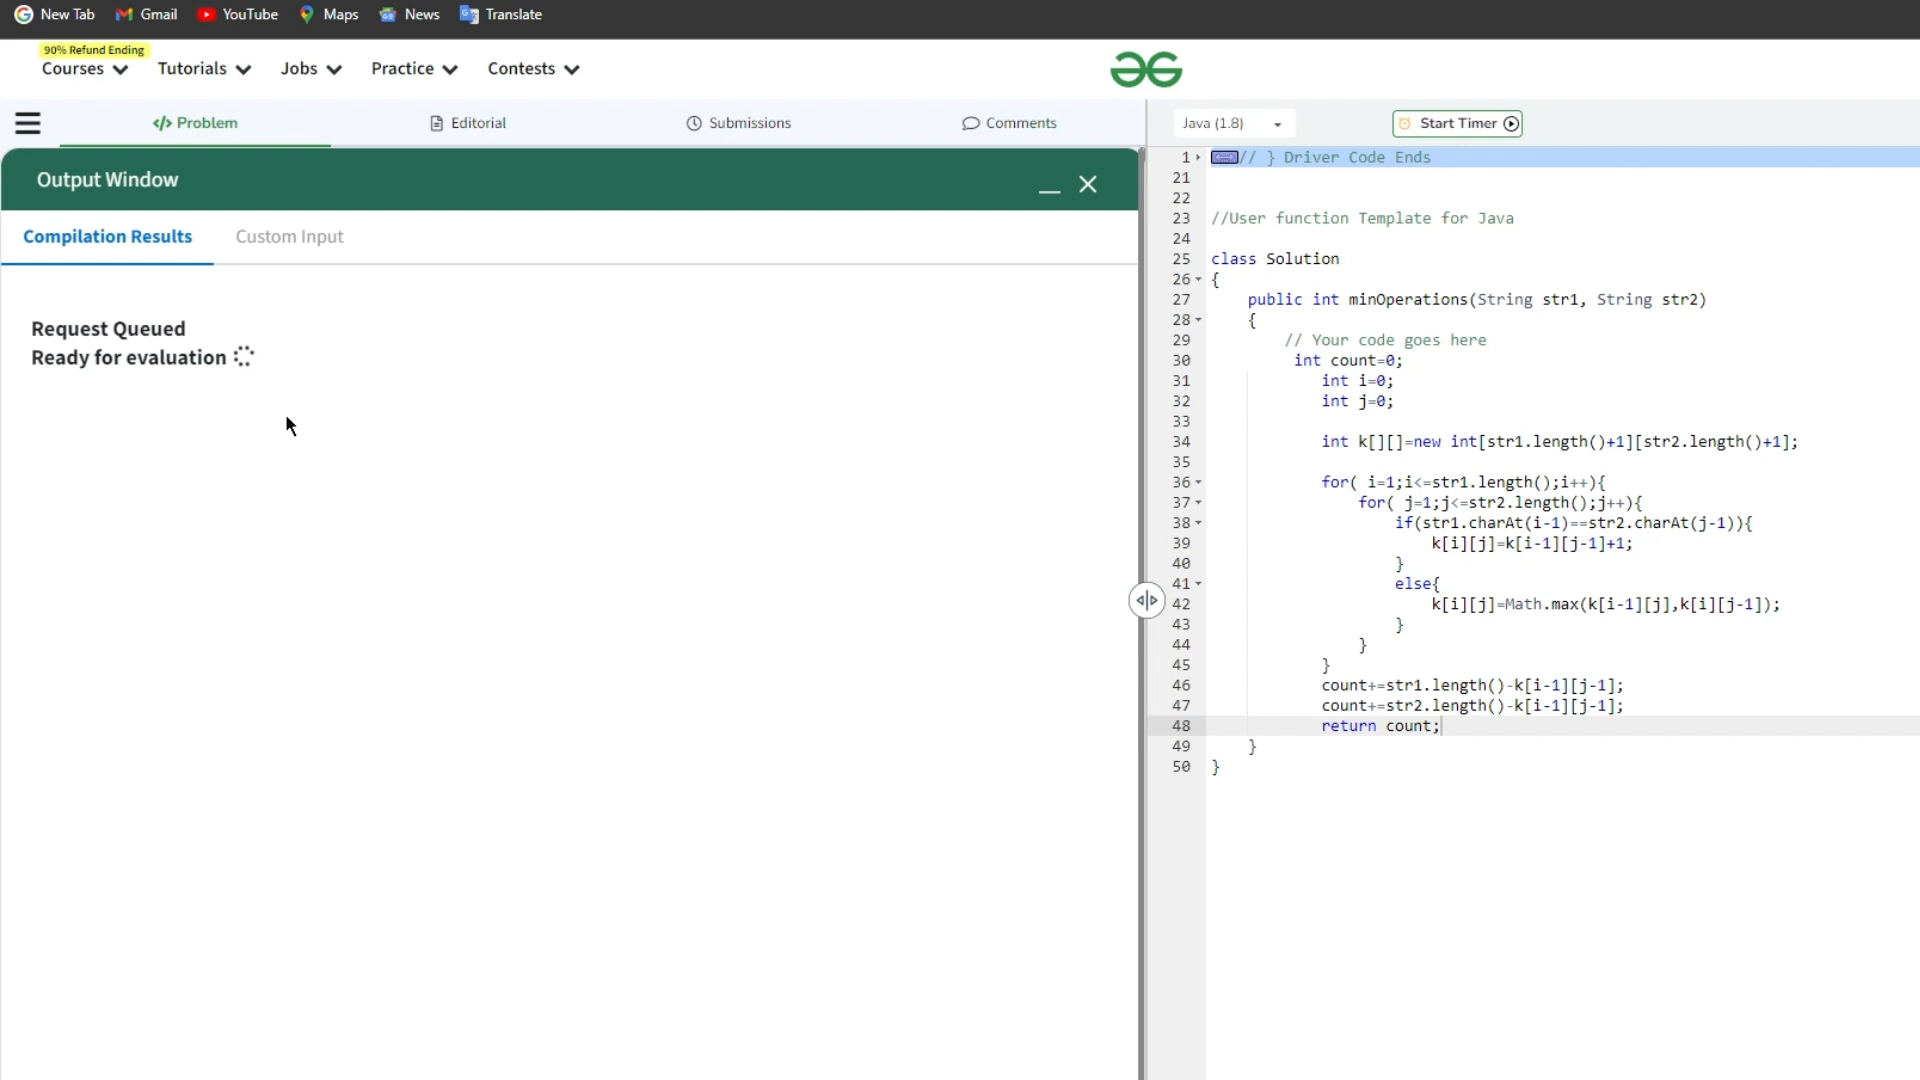 New Tab Gmail YouTube Maps News Translate
90% Refund Ending
Courses Tutorials Jobs Practice Contests
</> Problem Editorial Submissions Comments
Java (1.8) Start Timer
Output Window
Compilation Results Custom Input
Request Queued
Ready for evaluation
1 // } Driver Code Ends
21
22
23 //User function Template for Java
24
25 class Solution
26 {
27 public int minOperations(String str1, String str2)
28 {
29 // Your code goes here
30 int count=0;
31 int i=0;
32 int j=0;
33
34 int k[][]=new int[str1.length()+1][str2.length()+1];
35
36 for( i=1;i<=str1.length();i++){
37 for( j=1;j<=str2.length();j++){
38 if(str1.charAt(i-1)==str2.charAt(j-1)){
39 k[i][j]=k[i-1][j-1]+1;
40 }
41 else{
42 k[i][j]=Math.max(k[i-1][j],k[i][j-1]);
43 }
44 }
45 }
46 count+=str1.length()-k[i-1][j-1];
47 count+=str2.length()-k[i-1][j-1];
48 return count;
49 }
50 }